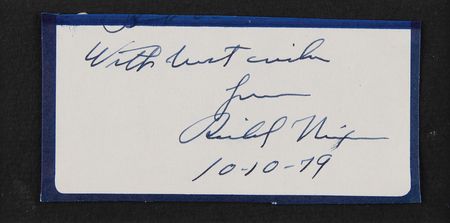 With best wishes
from
Richard Nixon
10-10-79